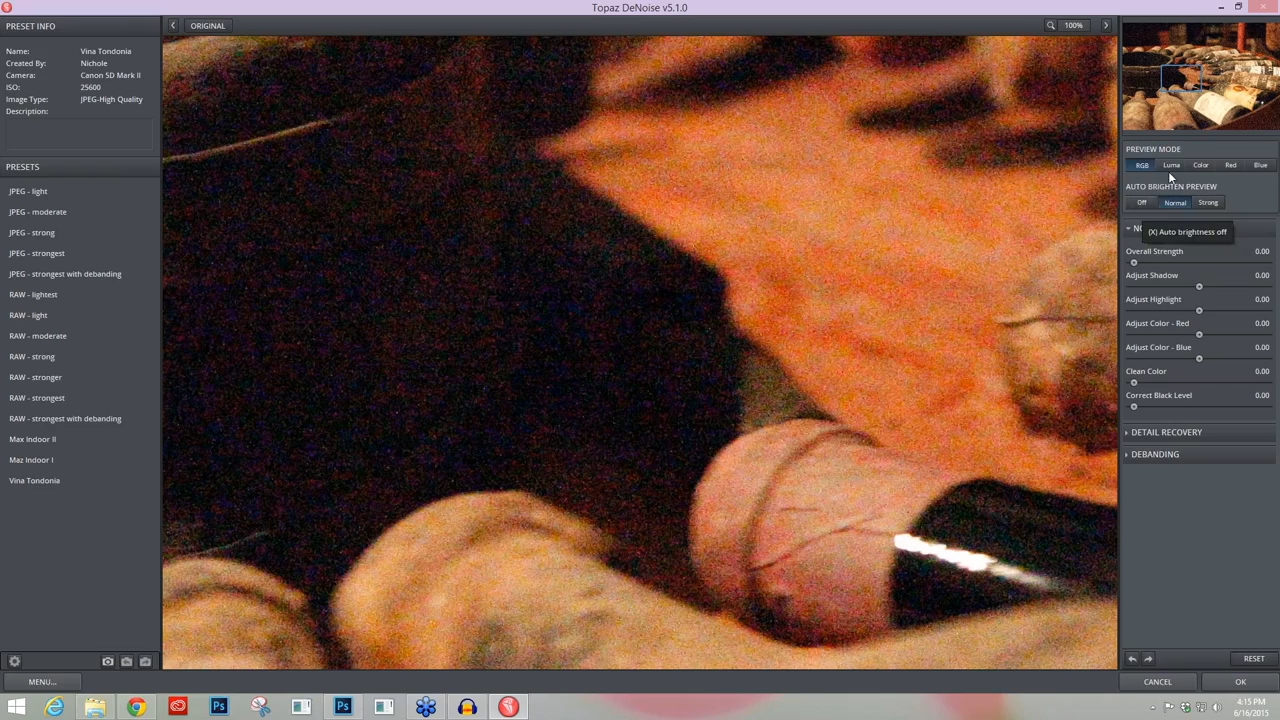 Topaz DeNoise v5.1.0
PRESET INFO
ORIGINAL
100%
Name: Vina Tondonia
Created By: Nichole
Camera: Canon 5D Mark II
ISO: 25600
Image Type: JPEG-High Quality
Description:
PRESETS
JPEG - light
JPEG - moderate
JPEG - strong
JPEG - strongest
JPEG - strongest with debanding
RAW - lightest
RAW - light
RAW - moderate
RAW - strong
RAW - stronger
RAW - strongest
RAW - strongest with debanding
Max Indoor II
Maz Indoor I
Vina Tondonia
MENU...
PREVIEW MODE
RGB Luma Color Red Blue
AUTO BRIGHTEN PREVIEW
Off Normal Strong
(X) Auto brightness off
Overall Strength 0.00
Adjust Shadow 0.00
Adjust Highlight 0.00
Adjust Color - Red 0.00
Adjust Color - Blue 0.00
Clean Color 0.00
Correct Black Level 0.00
DETAIL RECOVERY
DEBANDING
RESET
CANCEL OK
Ps Ps
4:15 PM
6/16/2015